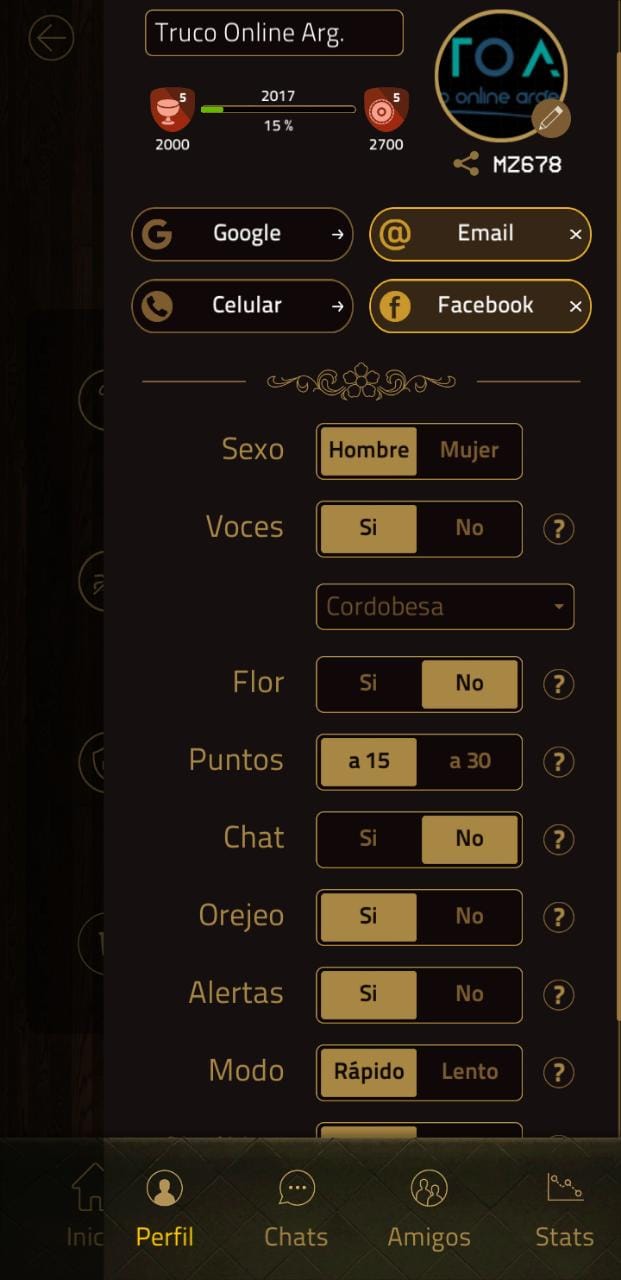 Truco Online Arg.
TOA
o online arge
5 2017 5
15 %
2000 2700
MZ678
Google Email
Celular Facebook
Sexo Hombre Mujer
Voces Si No ?
Cordobesa
Flor Si No ?
Puntos a 15 a 30 ?
Chat Si No ?
Orejeo Si No ?
Alertas Si No ?
Modo Rápido Lento ?
Inic Perfil Chats Amigos Stats